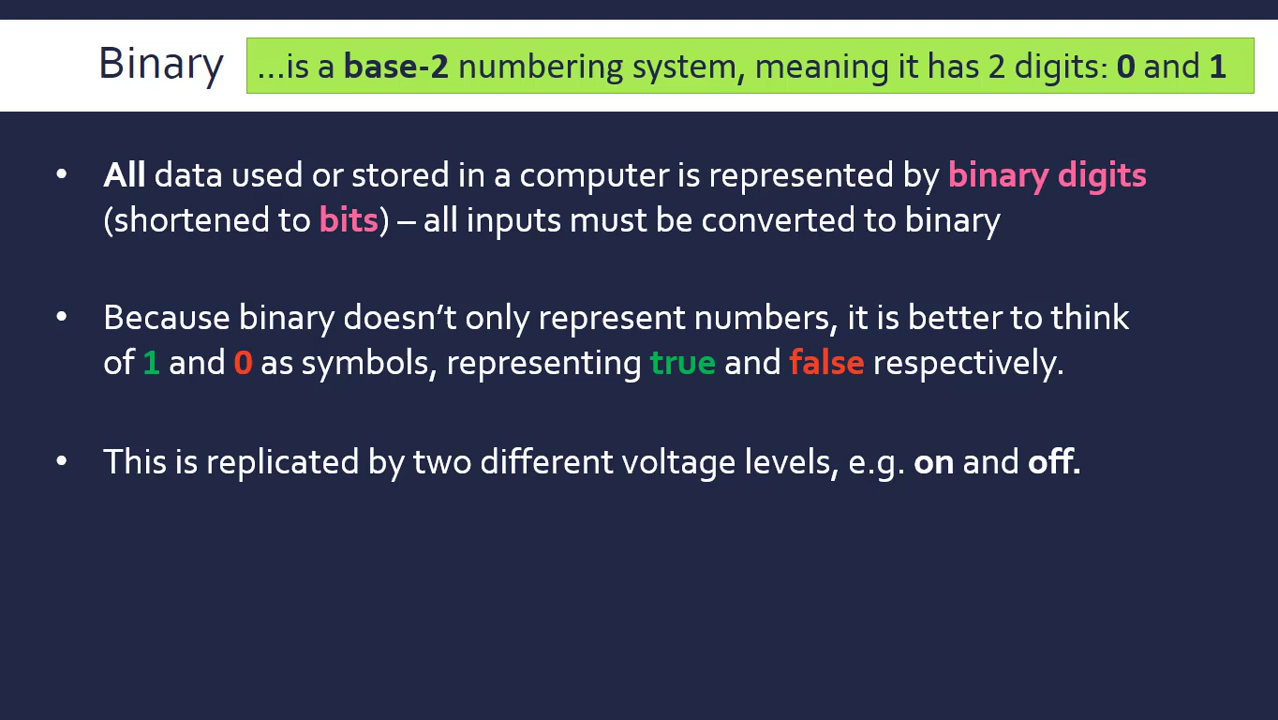 Binary
...is a base-2 numbering system, meaning it has 2 digits: 0 and 1
• All data used or stored in a computer is represented by binary digits
(shortened to bits) – all inputs must be converted to binary
• Because binary doesn’t only represent numbers, it is better to think
of 1 and 0 as symbols, representing true and false respectively.
• This is replicated by two different voltage levels, e.g. on and off.